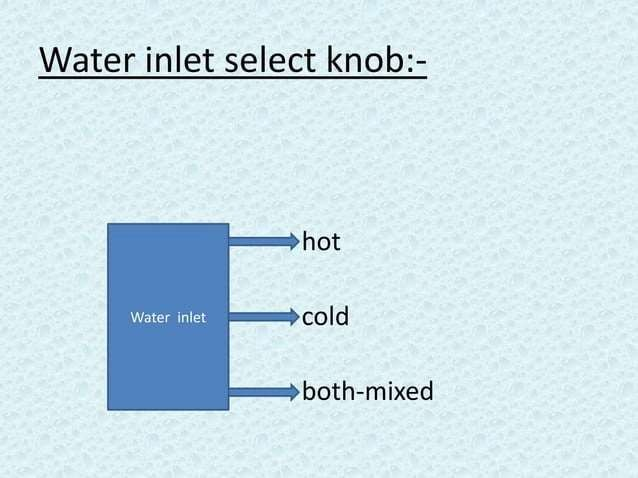 Water inlet select knob:-
hot
Water  inlet
cold
both-mixed